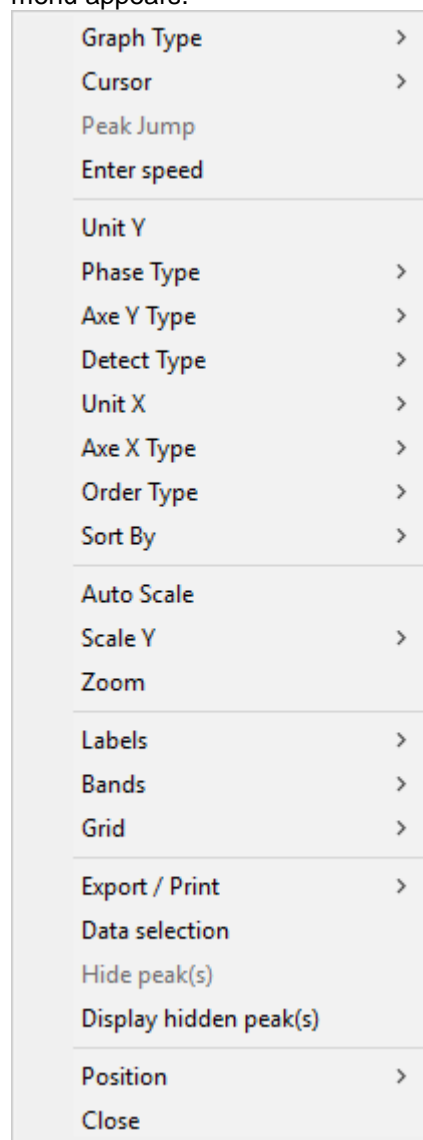 menu appears.
Graph Type
Cursor
Peak Jump
Enter speed
Unit Y
Phase Type
Axe Y Type
Detect Type
Unit X
Axe X Type
Order Type
Sort By
Auto Scale
Scale Y
Zoom
Labels
Bands
Grid
Export / Print
Data selection
Hide peak(s)
Display hidden peak(s)
Position
Close